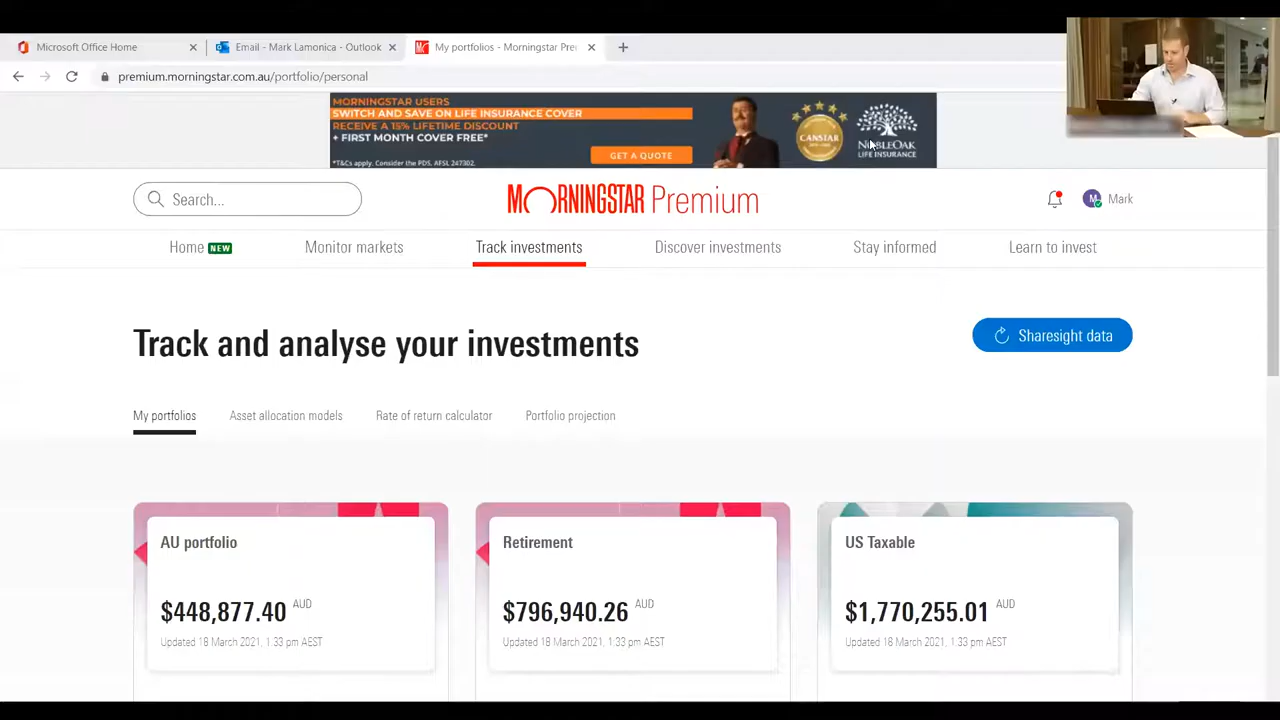 Microsoft Office Home
Email - Mark Lamonica - Outlook
My portfolios - Morningstar Pre
premium.morningstar.com.au/portfolio/personal
MORNINGSTAR USERS
SWITCH AND SAVE ON LIFE INSURANCE COVER
RECEIVE A 15% LIFETIME DISCOUNT
+ FIRST MONTH COVER FREE*
*T&Cs apply. Consider the PDS. AFSL 247302.
GET A QUOTE
CANSTAR
NOBLEOAK
LIFE INSURANCE
Search...
MORNINGSTAR Premium
M
Mark
Home NEW
Monitor markets
Track investments
Discover investments
Stay informed
Learn to invest
Track and analyse your investments
Sharesight data
My portfolios
Asset allocation models
Rate of return calculator
Portfolio projection
AU portfolio
$448,877.40 AUD
Updated 18 March 2021, 1:33 pm AEST
Retirement
$796,940.26 AUD
Updated 18 March 2021, 1:33 pm AEST
US Taxable
$1,770,255.01 AUD
Updated 18 March 2021, 1:33 pm AEST